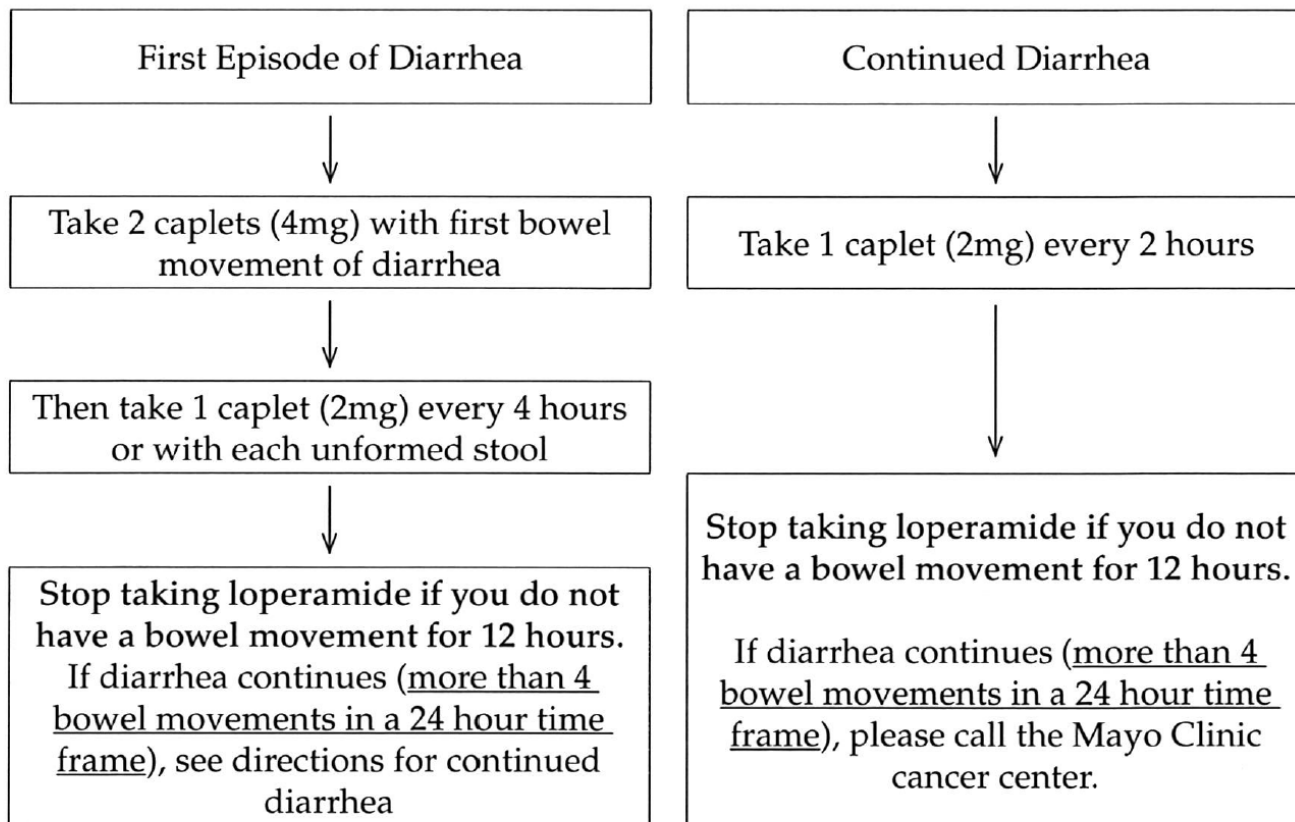 First Episode of Diarrhea
Take 2 caplets (4mg) with first bowel
movement of diarrhea
Then take 1 caplet (2mg) every 4 hours
or with each unformed stool
Stop taking loperamide if you do not
have a bowel movement for 12 hours.
If diarrhea continues (more than 4
bowel movements in a 24 hour time
frame), see directions for continued
diarrhea
Continued Diarrhea
Take 1 caplet (2mg) every 2 hours
Stop taking loperamide if you do not
have a bowel movement for 12 hours.
If diarrhea continues (more than 4
bowel movements in a 24 hour time
frame), please call the Mayo Clinic
cancer center.